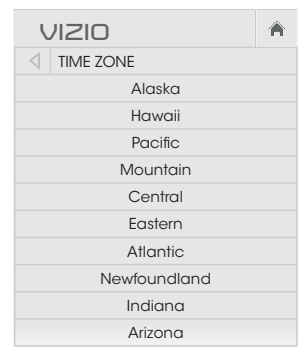 VIZIO
TIME ZONE
Alaska
Hawaii
Pacific
Mountain
Central
Eastern
Atlantic
Newfoundland
Indiana
Arizona